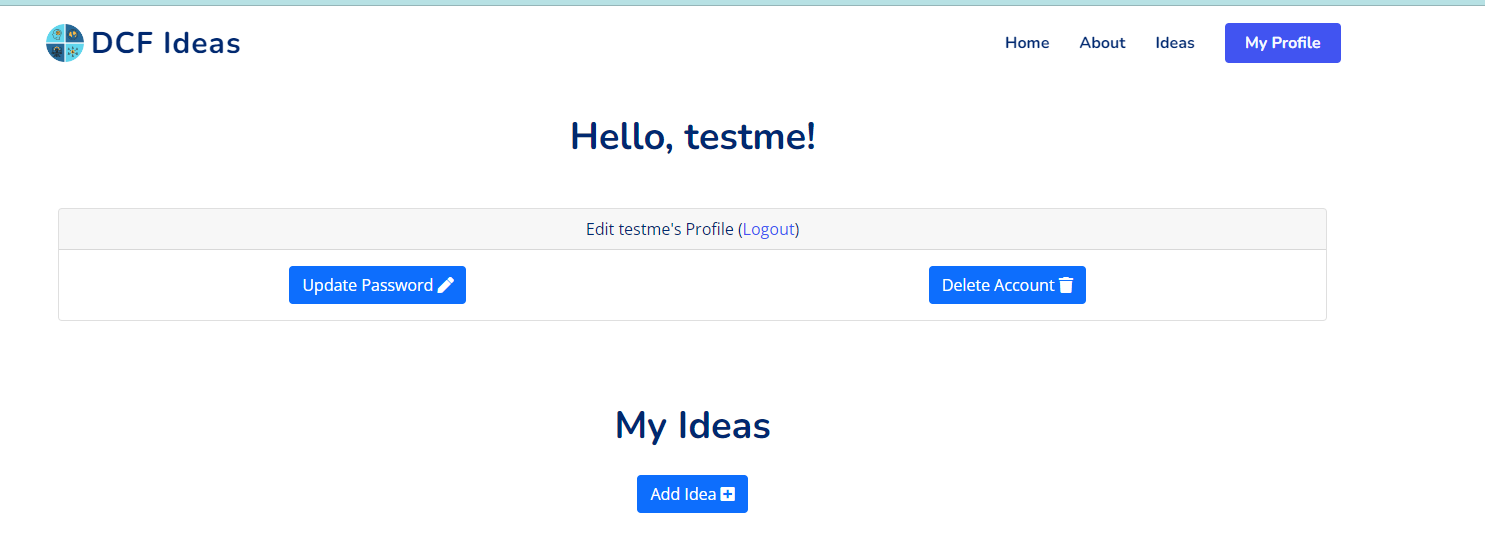 DCF Ideas
Home About Ideas My Profile
Hello, testme!
Edit testme's Profile (Logout)
Update Password Delete Account
My Ideas
Add Idea